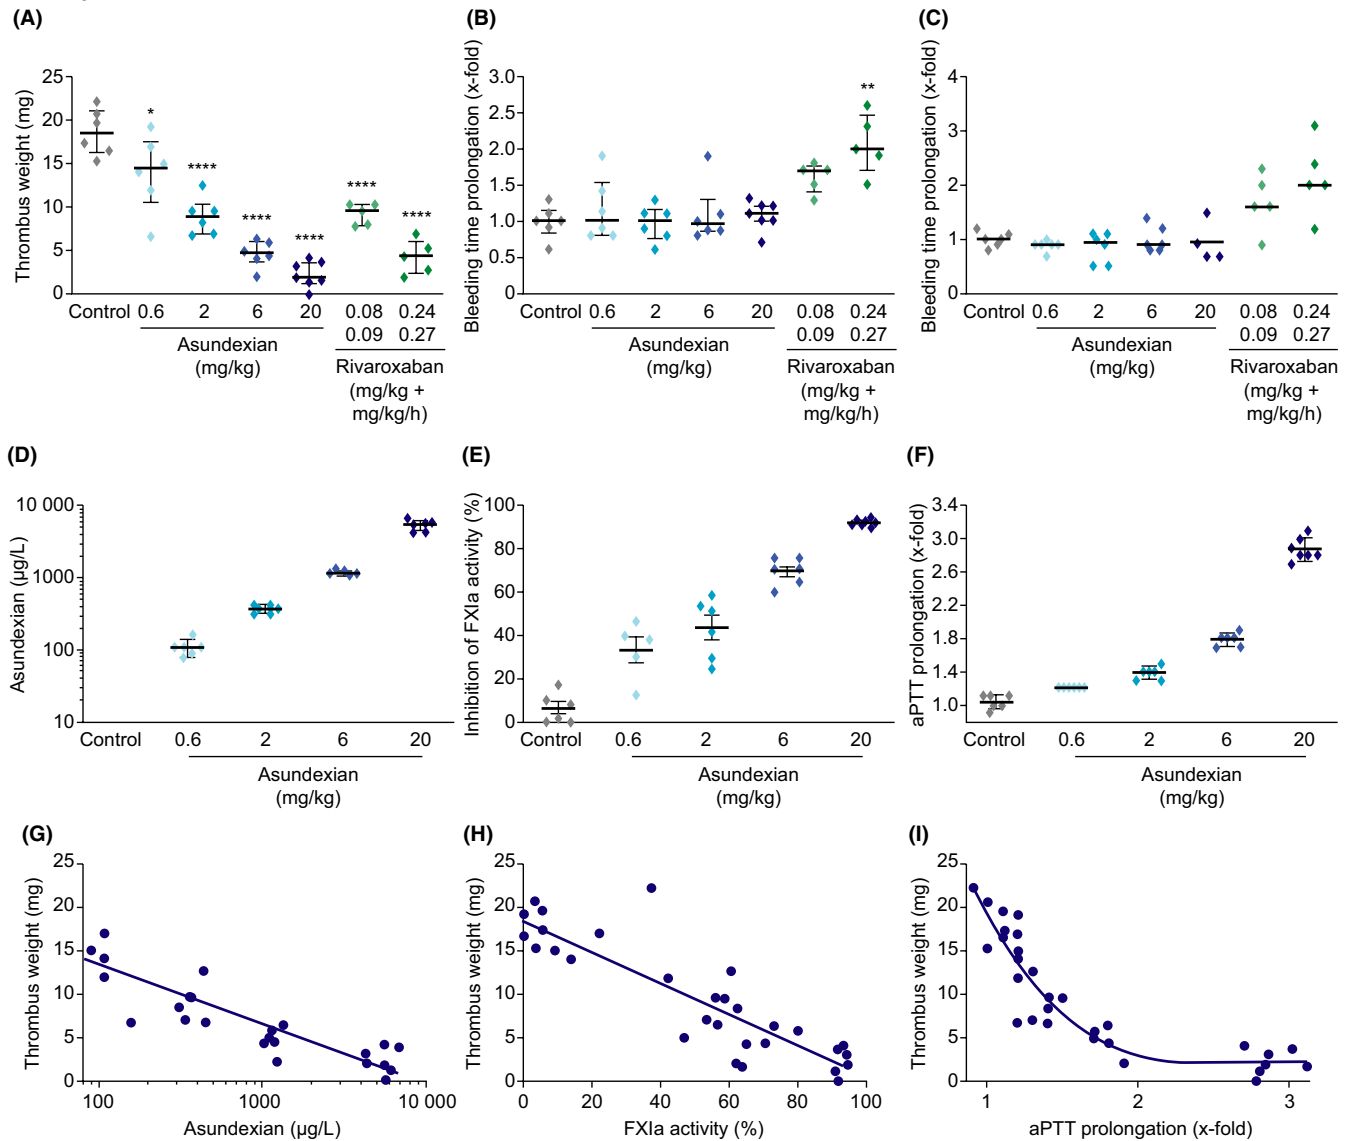 (A)
Thrombus weight (mg)
25
20
15
10
5
0
*
****
****
****
****
****
Control 0.6 2 6 20 0.08 0.24
0.09 0.27
Asundexian
(mg/kg)
Rivaroxaban
(mg/kg +
mg/kg/h)
(B)
Bleeding time prolongation (x-fold)
3.0
2.5
2.0
1.5
1.0
0.5
0
**
Control 0.6 2 6 20 0.08 0.24
0.09 0.27
Asundexian
(mg/kg)
Rivaroxaban
(mg/kg +
mg/kg/h)
(C)
Bleeding time prolongation (x-fold)
4
3
2
1
0
Control 0.6 2 6 20 0.08 0.24
0.09 0.27
Asundexian
(mg/kg)
Rivaroxaban
(mg/kg +
mg/kg/h)
(D)
Asundexian (µg/L)
10 000
1000
100
10
Control 0.6 2 6 20
Asundexian
(mg/kg)
(E)
Inhibition of FXIa activity (%)
100
80
60
40
20
0
Control 0.6 2 6 20
Asundexian
(mg/kg)
(F)
aPTT prolongation (x-fold)
3.4
3.0
2.6
2.2
1.8
1.4
1.0
Control 0.6 2 6 20
Asundexian
(mg/kg)
(G)
Thrombus weight (mg)
25
20
15
10
5
0
100 1000 10 000
Asundexian (µg/L)
(H)
Thrombus weight (mg)
25
20
15
10
5
0
0 20 40 60 80 100
FXIa activity (%)
(I)
Thrombus weight (mg)
25
20
15
10
5
0
1 2 3
aPTT prolongation (x-fold)